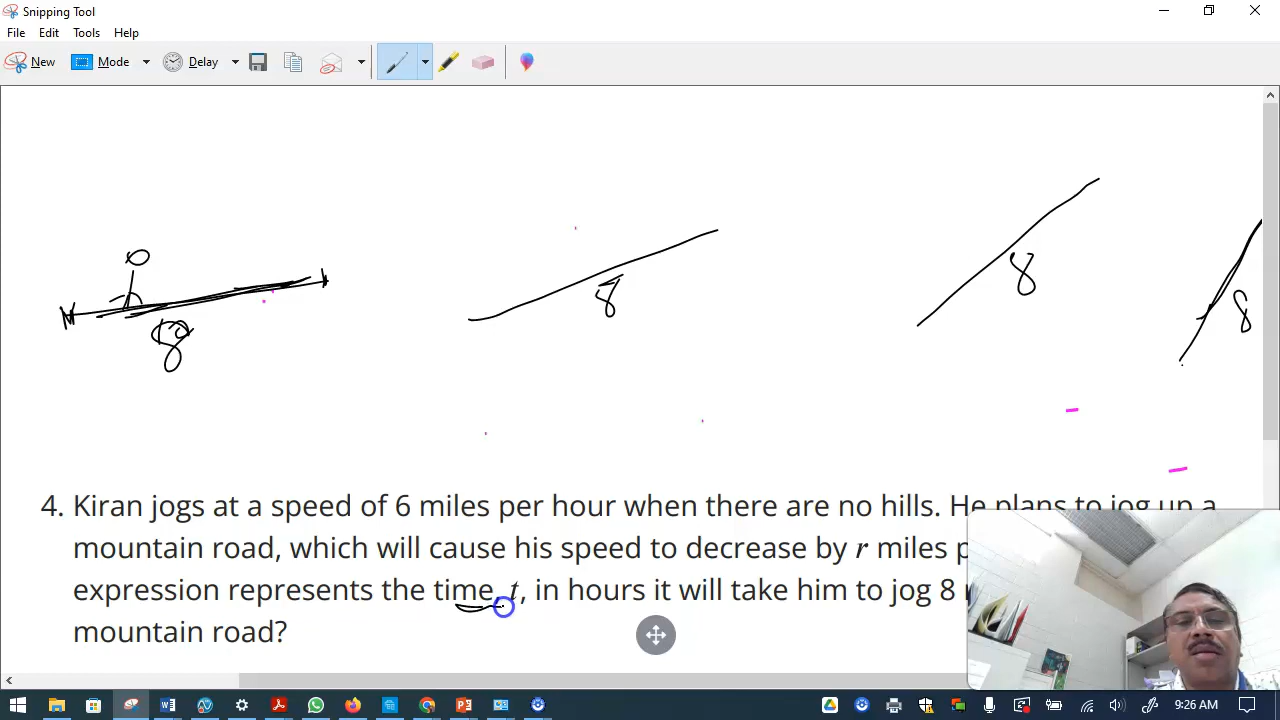 Snipping Tool
File Edit Tools Help
New Mode Delay
8
8
8
8
4. Kiran jogs at a speed of 6 miles per hour when there are no hills. He plans to jog up a
mountain road, which will cause his speed to decrease by r miles
expression represents the time, t, in hours it will take him to jog 8
mountain road?
9:26 AM